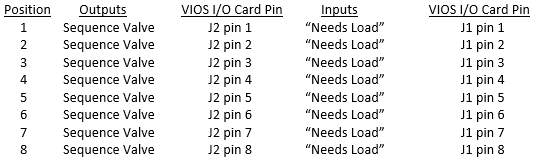 Position Outputs VIOS I/O Card Pin Inputs VIOS I/O Card Pin
1 Sequence Valve J2 pin 1 “Needs Load” J1 pin 1
2 Sequence Valve J2 pin 2 “Needs Load” J1 pin 2
3 Sequence Valve J2 pin 3 “Needs Load” J1 pin 3
4 Sequence Valve J2 pin 4 “Needs Load” J1 pin 4
5 Sequence Valve J2 pin 5 “Needs Load” J1 pin 5
6 Sequence Valve J2 pin 6 “Needs Load” J1 pin 6
7 Sequence Valve J2 pin 7 “Needs Load” J1 pin 7
8 Sequence Valve J2 pin 8 “Needs Load” J1 pin 8